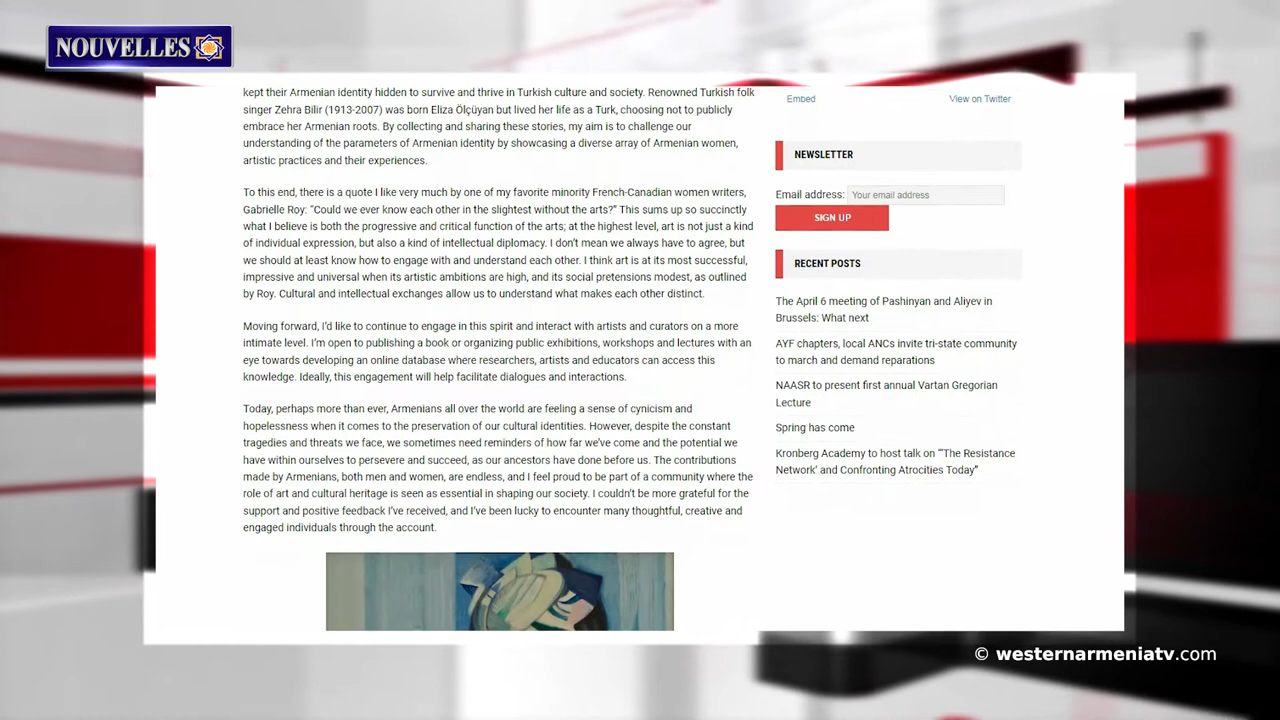 NOUVELLES
kept their Armenian identity hidden to survive and thrive in Turkish culture and society. Renowned Turkish folk
singer Zehra Bilir (1913-2007) was born Eliza Ölçüyan but lived her life as a Turk, choosing not to publicly
embrace her Armenian roots. By collecting and sharing these stories, my aim is to challenge our
understanding of the parameters of Armenian identity by showcasing a diverse array of Armenian women,
artistic practices and their experiences.
To this end, there is a quote I like very much by one of my favorite minority French-Canadian women writers,
Gabrielle Roy: “Could we ever know each other in the slightest without the arts?” This sums up so succinctly
what I believe is both the progressive and critical function of the arts; at the highest level, art is not just a kind
of individual expression, but also a kind of intellectual diplomacy. I don’t mean we always have to agree, but
we should at least know how to engage with and understand each other. I think art is at its most successful,
impressive and universal when its artistic ambitions are high, and its social pretensions modest, as outlined
by Roy. Cultural and intellectual exchanges allow us to understand what makes each other distinct.
Moving forward, I’d like to continue to engage in this spirit and interact with artists and curators on a more
intimate level. I’m open to publishing a book or organizing public exhibitions, workshops and lectures with an
eye towards developing an online database where researchers, artists and educators can access this
knowledge. Ideally, this engagement will help facilitate dialogues and interactions.
Today, perhaps more than ever, Armenians all over the world are feeling a sense of cynicism and
hopelessness when it comes to the preservation of our cultural identities. However, despite the constant
tragedies and threats we face, we sometimes need reminders of how far we’ve come and the potential we
have within ourselves to persevere and succeed, as our ancestors have done before us. The contributions
made by Armenians, both men and women, are endless, and I feel proud to be part of a community where the
role of art and cultural heritage is seen as essential in shaping our society. I couldn’t be more grateful for the
support and positive feedback I’ve received, and I’ve been lucky to encounter many thoughtful, creative and
engaged individuals through the account.
Embed View on Twitter
NEWSLETTER
Email address: Your email address
SIGN UP
RECENT POSTS
The April 6 meeting of Pashinyan and Aliyev in
Brussels: What next
AYF chapters, local ANCs invite tri-state community
to march and demand reparations
NAASR to present first annual Vartan Gregorian
Lecture
Spring has come
Kronberg Academy to host talk on “‘The Resistance
Network’ and Confronting Atrocities Today”
© westernarmeniatv.com